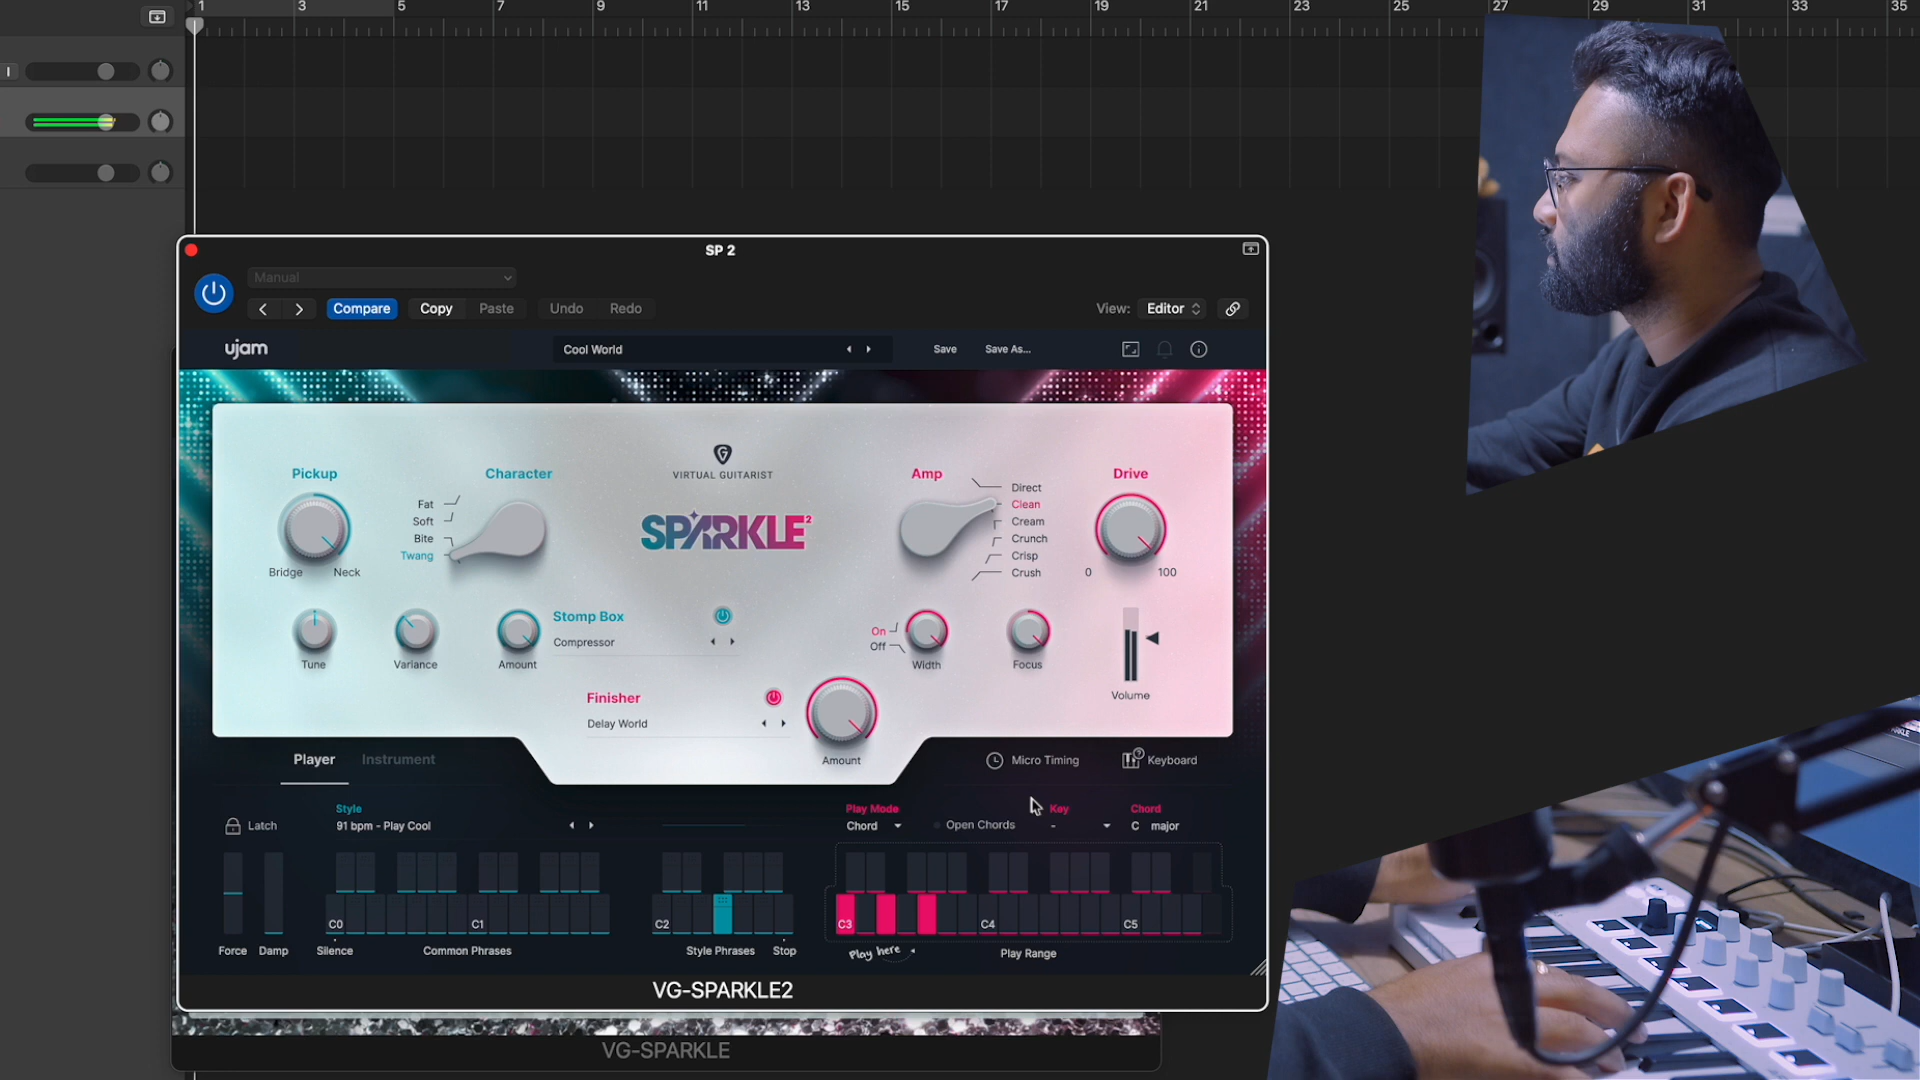 1 3 5 7 9 11 13 15 17 19 21 23 25 27 29 31 33 35
I
SP 2
Manual
Compare Copy Paste Undo Redo View: Editor
ujam Cool World Save Save As...
Pickup Character VIRTUAL GUITARIST Amp Drive
Fat
Soft
Bite
Twang
SPARKLE2
Direct
Clean
Cream
Crunch
Crisp
Crush
Bridge Neck
0 100
Stomp Box
Compressor
On
Off
Tune Variance Amount Width Focus
Volume
Finisher
Delay World
Amount
Player Instrument Micro Timing Keyboard
Latch
Style
91 bpm - Play Cool
Play Mode
Chord
Open Chords
Key
-
Chord
C major
C0 C1 C2 C3 C4 C5
Force Damp Silence Common Phrases Style Phrases Stop Play here Play Range
VG-SPARKLE2
VG-SPARKLE